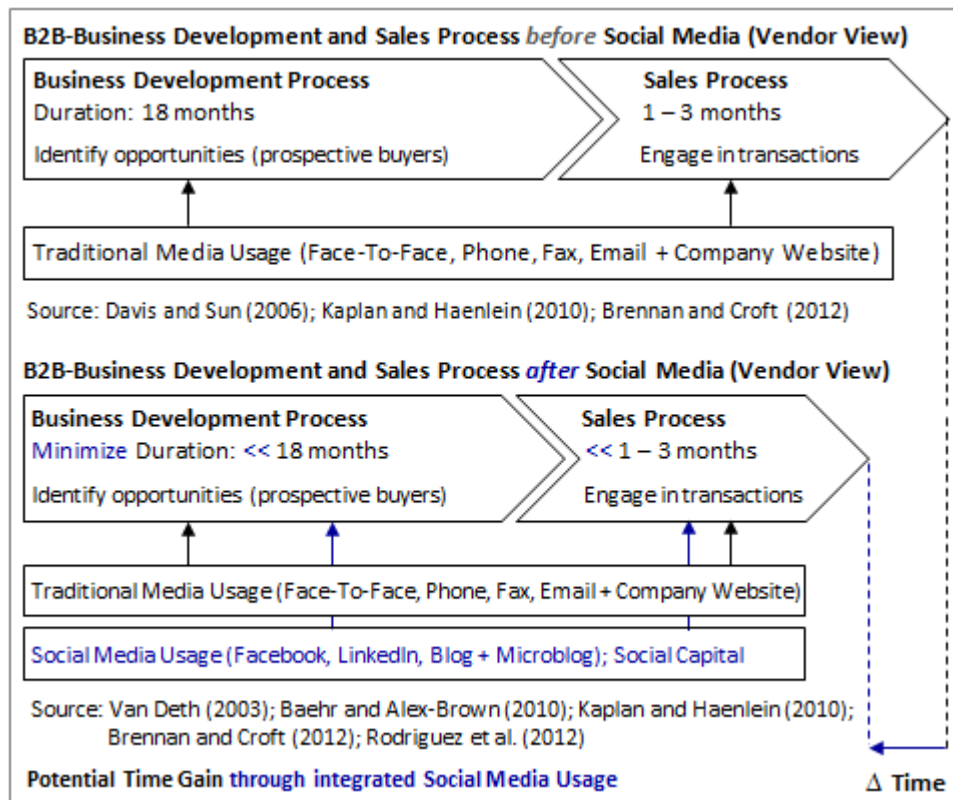 B2B-Business Development and Sales Process before Social Media (Vendor View)
Business Development Process
Duration: 18 months
Identify opportunities (prospective buyers)
Sales Process
1 – 3 months
Engage in transactions
Traditional Media Usage (Face-To-Face, Phone, Fax, Email + Company Website)
Source: Davis and Sun (2006); Kaplan and Haenlein (2010); Brennan and Croft (2012)
B2B-Business Development and Sales Process after Social Media (Vendor View)
Business Development Process
Minimize Duration: << 18 months
Identify opportunities (prospective buyers)
Sales Process
<< 1 – 3 months
Engage in transactions
Traditional Media Usage (Face-To-Face, Phone, Fax, Email + Company Website)
Social Media Usage (Facebook, LinkedIn, Blog + Microblog); Social Capital
Source: Van Deth (2003); Baehr and Alex-Brown (2010); Kaplan and Haenlein (2010);
Brennan and Croft (2012); Rodriguez et al. (2012)
Potential Time Gain through integrated Social Media Usage
Δ Time